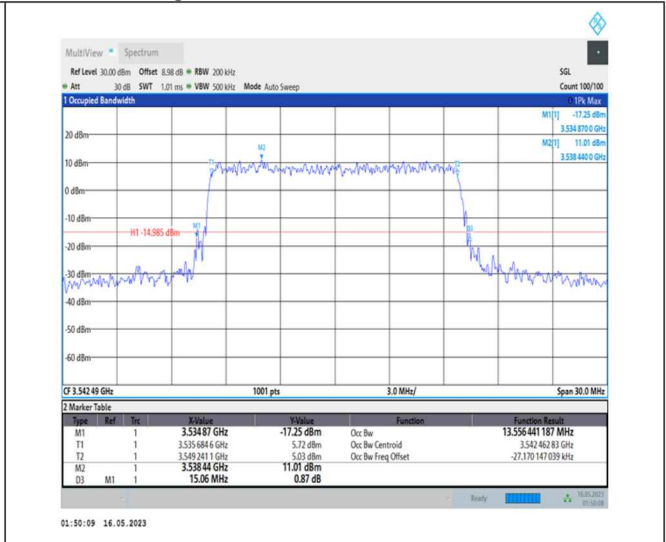 MultiView Spectrum
Ref Level 30.00 dBm Offset 8.98 dB RBW 200 kHz SGL
Att 30 dB SWT 1.01 ms VBW 500 kHz Mode Auto Sweep Count 100/100
1 Occupied Bandwidth 1Pk Max
M1[1] -17.25 dBm
3.534 870 0 GHz
M2[1] 11.01 dBm
3.538 440 0 GHz
20 dBm
M2
10 dBm
T1 T2
0 dBm
-10 dBm
M1 D3
H1 -14.985 dBm
-20 dBm
-30 dBm
-40 dBm
-50 dBm
-60 dBm
CF 3.542 49 GHz 1001 pts 3.0 MHz/ Span 30.0 MHz
2 Marker Table
Type Ref Trc X-Value Y-Value Function Function Result
M1 1 3.534 87 GHz -17.25 dBm Occ Bw 13.556 441 187 MHz
T1 1 3.535 684 6 GHz 5.72 dBm Occ Bw Centroid 3.542 462 83 GHz
T2 1 3.549 241 1 GHz 5.03 dBm Occ Bw Freq Offset -27.170 147 039 kHz
M2 1 3.538 44 GHz 11.01 dBm
D3 M1 1 15.06 MHz 0.87 dB
Ready 16.05.2023
01:50:08
01:50:09 16.05.2023